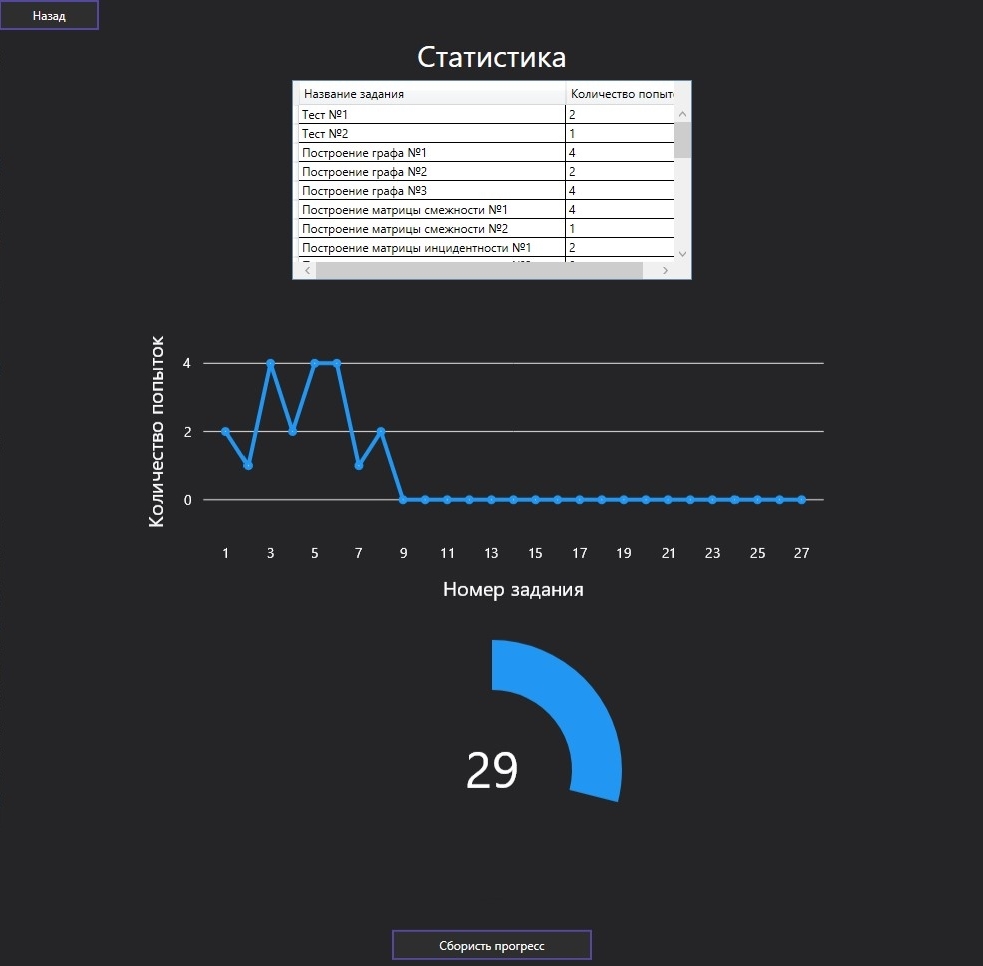 Назад
Статистика
Название задания Количество попыт
Тест №1 2
Тест №2 1
Построение графа №1 4
Построение графа №2 2
Построение графа №3 4
Построение матрицы смежности №1 4
Построение матрицы смежности №2 1
Построение матрицы инцидентности №1 2
Количество попыток
4
2
0
1 3 5 7 9 11 13 15 17 19 21 23 25 27
Номер задания
29
Сбористь прогресс